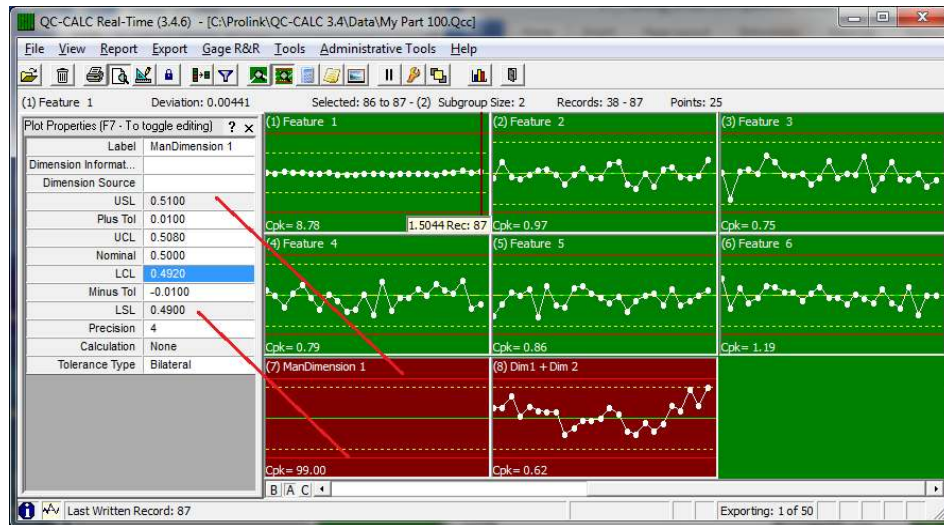 QC-CALC Real-Time (3.4.6) - [C:\Prolink\QC-CALC 3.4\Data\My Part 100.Qcc]
File View Report Export Gage R&R Tools Administrative Tools Help
(1) Feature 1 Deviation: 0.00441 Selected: 86 to 87 - (2) Subgroup Size: 2 Records: 38 - 87 Points: 25
Plot Properties (F7 - To toggle editing) ? x
Label ManDimension 1
Dimension Informat...
Dimension Source
USL 0.5100
Plus Tol 0.0100
UCL 0.5080
Nominal 0.5000
LCL 0.4920
Minus Tol -0.0100
LSL 0.4900
Precision 4
Calculation None
Tolerance Type Bilateral
(1) Feature 1
Cpk= 8.78
1.5044 Rec: 87
(2) Feature 2
Cpk= 0.97
(3) Feature 3
Cpk= 0.75
(4) Feature 4
Cpk= 0.79
(5) Feature 5
Cpk= 0.86
(6) Feature 6
Cpk= 1.19
(7) ManDimension 1
Cpk= 99.00
(8) Dim1 + Dim 2
Cpk= 0.62
B A C
Last Written Record: 87
Exporting: 1 of 50